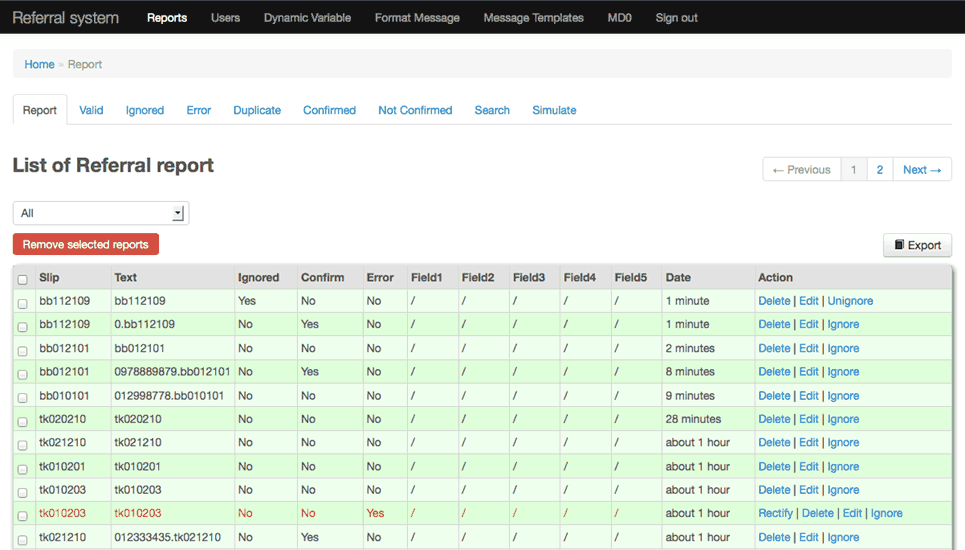 Referral system Reports Users Dynamic Variable Format Message Message Templates MD0 Sign out
Home » Report
Report Valid Ignored Error Duplicate Confirmed Not Confirmed Search Simulate
List of Referral report
← Previous 1 2 Next →
All
Remove selected reports
Export
Slip Text Ignored Confirm Error Field1 Field2 Field3 Field4 Field5 Date Action
bb112109 bb112109 Yes No No / / / / / 1 minute Delete | Edit | Unignore
bb112109 0.bb112109 No Yes No / / / / / 1 minute Delete | Edit | Ignore
bb012101 bb012101 No No No / / / / / 2 minutes Delete | Edit | Ignore
bb012101 0978889879.bb012101 No Yes No / / / / / 8 minutes Delete | Edit | Ignore
bb010101 012998778.bb010101 No No No / / / / / 9 minutes Delete | Edit | Ignore
tk020210 tk020210 No No No / / / / / 28 minutes Delete | Edit | Ignore
tk021210 tk021210 No No No / / / / / about 1 hour Delete | Edit | Ignore
tk010201 tk010201 No No No / / / / / about 1 hour Delete | Edit | Ignore
tk010203 tk010203 No No No / / / / / about 1 hour Delete | Edit | Ignore
tk010203 tk010203 No No Yes / / / / / about 1 hour Rectify | Delete | Edit | Ignore
tk021210 012333435.tk021210 No Yes No / / / / / about 1 hour Delete | Edit | Ignore